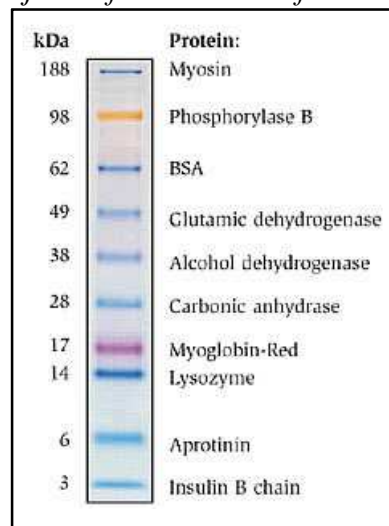 kDa Protein:
188 Myosin
98 Phosphorylase B
62 BSA
49 Glutamic dehydrogenase
38 Alcohol dehydrogenase
28 Carbonic anhydrase
17 Myoglobin-Red
14 Lysozyme
6 Aprotinin
3 Insulin B chain